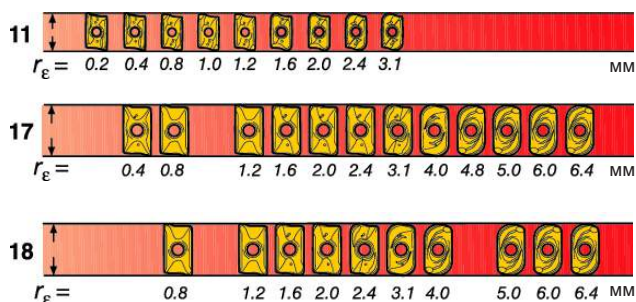 11
rε = 0.2 0.4 0.8 1.0 1.2 1.6 2.0 2.4 3.1 мм
17
rε = 0.4 0.8 1.2 1.6 2.0 2.4 3.1 4.0 4.8 5.0 6.0 6.4 мм
18
rε = 0.8 1.2 1.6 2.0 2.4 3.1 4.0 5.0 6.0 6.4 мм